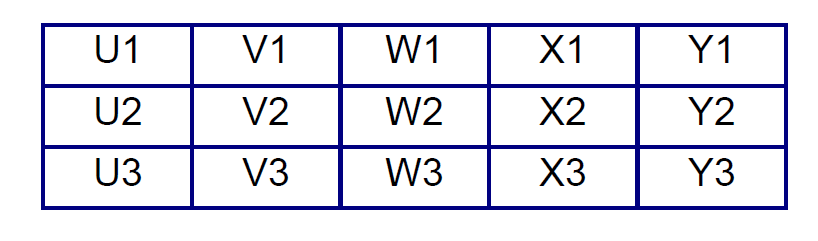 U1 V1 W1 X1 Y1
U2 V2 W2 X2 Y2
U3 V3 W3 X3 Y3